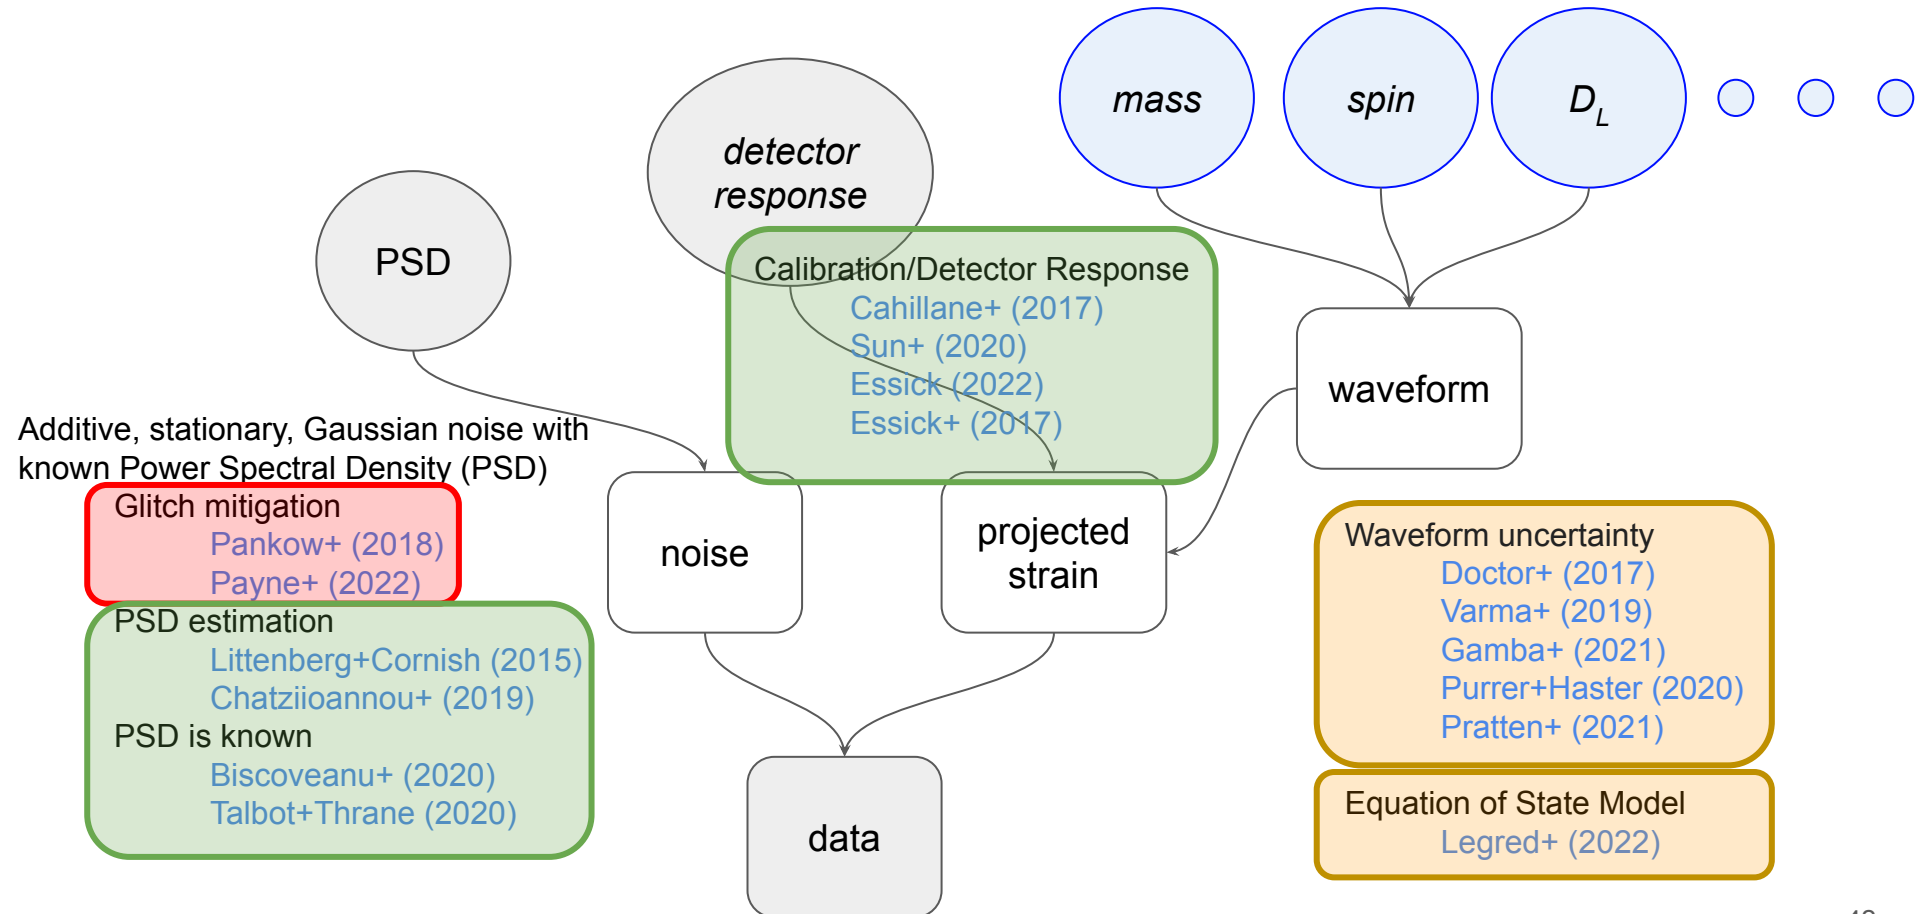 mass
spin
D_L
detector
response
PSD
Calibration/Detector Response
Cahillane+ (2017)
Sun+ (2020)
Essick (2022)
Essick+ (2017)
waveform
Additive, stationary, Gaussian noise with
known Power Spectral Density (PSD)
Glitch mitigation
Pankow+ (2018)
Payne+ (2022)
PSD estimation
Littenberg+Cornish (2015)
Chatziioannou+ (2019)
PSD is known
Biscoveanu+ (2020)
Talbot+Thrane (2020)
noise
projected
strain
data
Waveform uncertainty
Doctor+ (2017)
Varma+ (2019)
Gamba+ (2021)
Purrer+Haster (2020)
Pratten+ (2021)
Equation of State Model
Legred+ (2022)